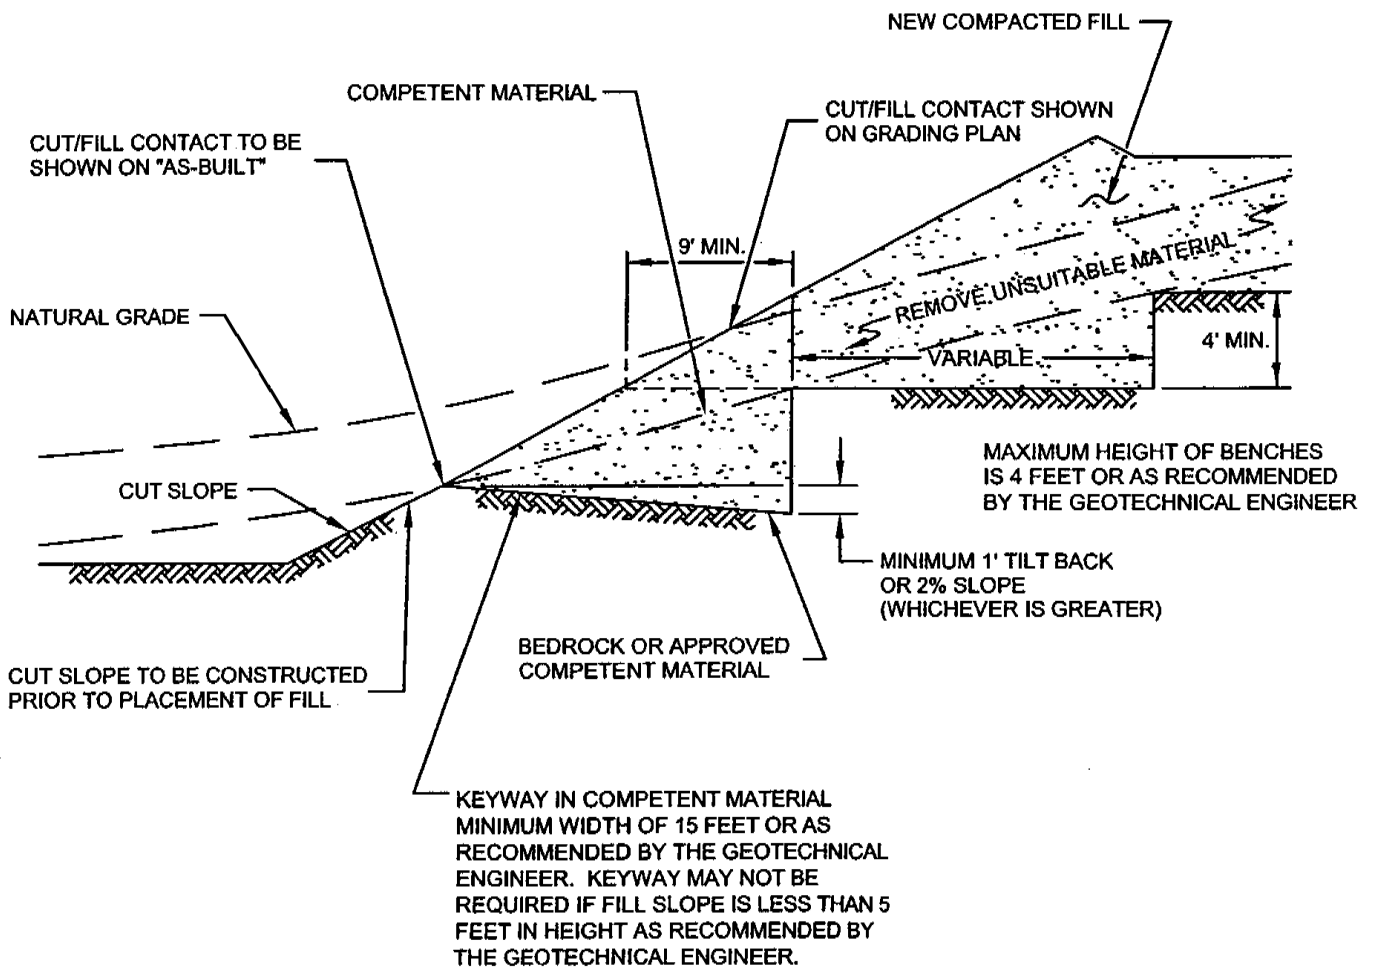 NEW COMPACTED FILL
COMPETENT MATERIAL
CUT/FILL CONTACT SHOWN
ON GRADING PLAN
CUT/FILL CONTACT TO BE
SHOWN ON "AS-BUILT"
9' MIN.
REMOVE UNSUITABLE MATERIAL
NATURAL GRADE
4' MIN.
VARIABLE
MAXIMUM HEIGHT OF BENCHES
IS 4 FEET OR AS RECOMMENDED
BY THE GEOTECHNICAL ENGINEER
CUT SLOPE
MINIMUM 1' TILT BACK
OR 2% SLOPE
(WHICHEVER IS GREATER)
BEDROCK OR APPROVED
COMPETENT MATERIAL
CUT SLOPE TO BE CONSTRUCTED
PRIOR TO PLACEMENT OF FILL
KEYWAY IN COMPETENT MATERIAL
MINIMUM WIDTH OF 15 FEET OR AS
RECOMMENDED BY THE GEOTECHNICAL
ENGINEER. KEYWAY MAY NOT BE
REQUIRED IF FILL SLOPE IS LESS THAN 5
FEET IN HEIGHT AS RECOMMENDED BY
THE GEOTECHNICAL ENGINEER.